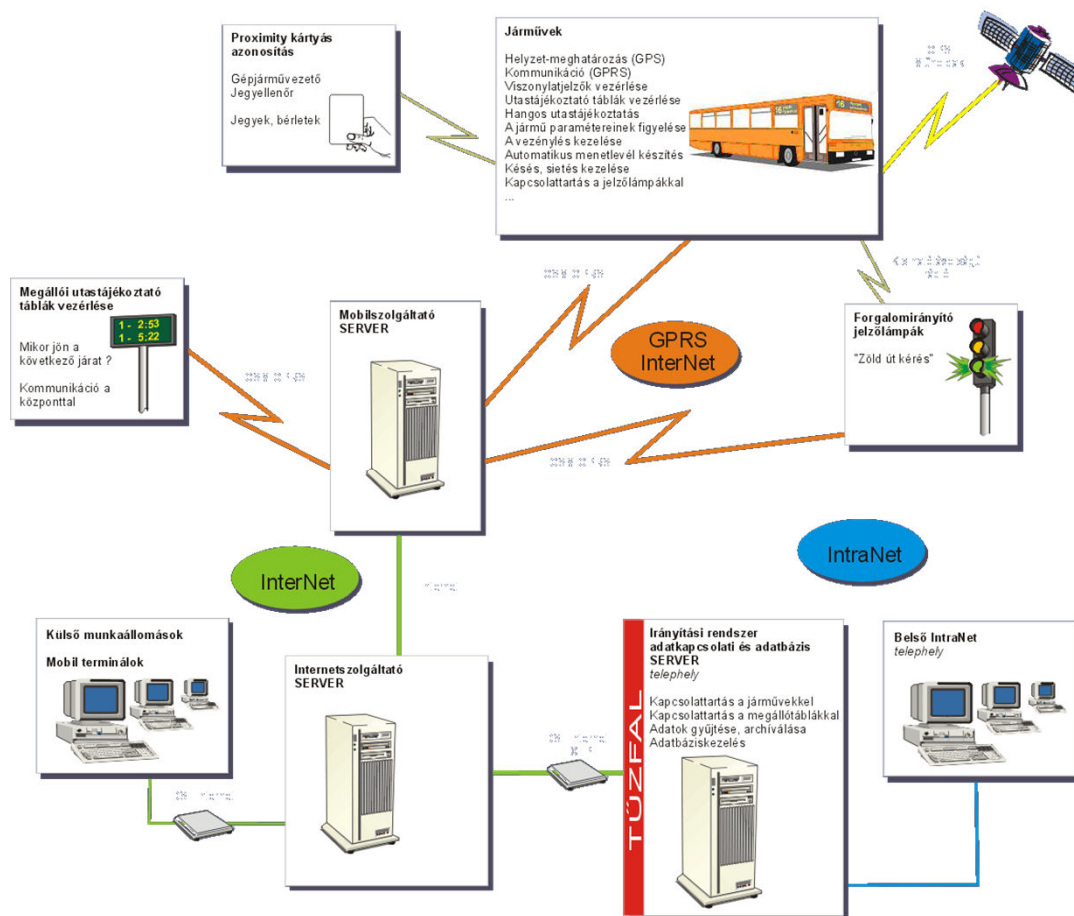 Proximity kártyás
azonosítás
Gépjárművezető
Jegyellenőr
Jegyek, bérletek
Járművek
Helyzet-meghatározás (GPS)
Kommunikáció (GPRS)
Viszonylatjelzők vezérlése
Utastájékoztató táblák vezérlése
Hangos utastájékoztatás
A jármű paramétereinek figyelése
A vezénylés kezelése
Automatikus menetlevél készítés
Késés, sietés kezelése
Kapcsolattartás a jelzőlámpákkal
...
16
16
Megállói utastájékoztató
táblák vezérlése
1 - 2:53
1 - 5:22
Mikor jön a
következő járat ?
Kommunikáció a
központtal
Mobilszolgáltató
SERVER
GPRS
InterNet
Forgalomirányító
jelzőlámpák
"Zöld út kérés"
InterNet
IntraNet
Külső munkaállomások
Mobil terminálok
Internetszolgáltató
SERVER
TŰZFAL
Irányítási rendszer
adatkapcsolati és adatbázis
SERVER
telephely
Kapcsolattartás a járművekkel
Kapcsolattartás a megállótáblákkal
Adatok gyűjtése, archiválása
Adatbáziskezelés
Belső IntraNet
telephely